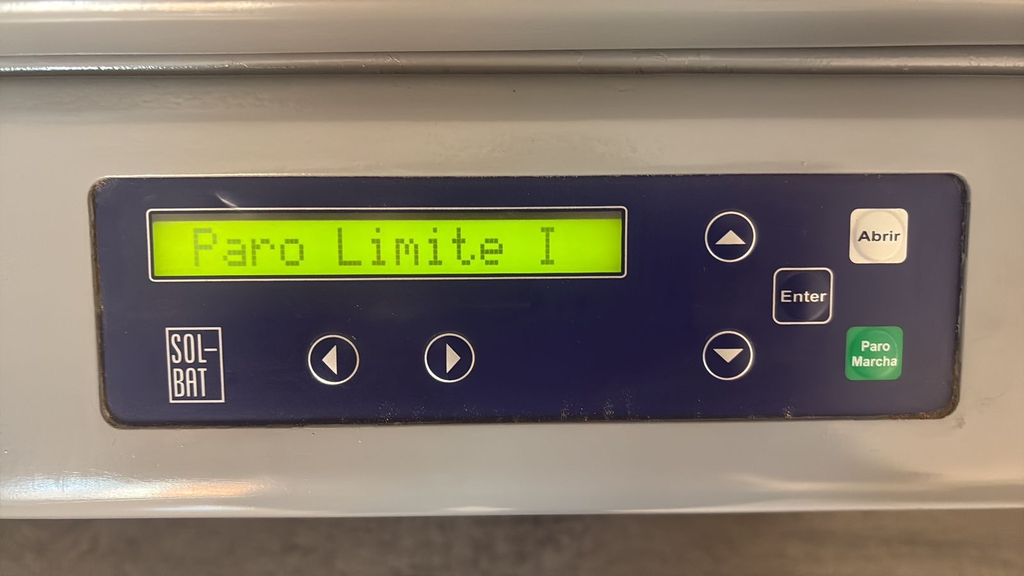 Paro Limite I
Abrir
Enter
SOL-
BAT
Paro
Marcha